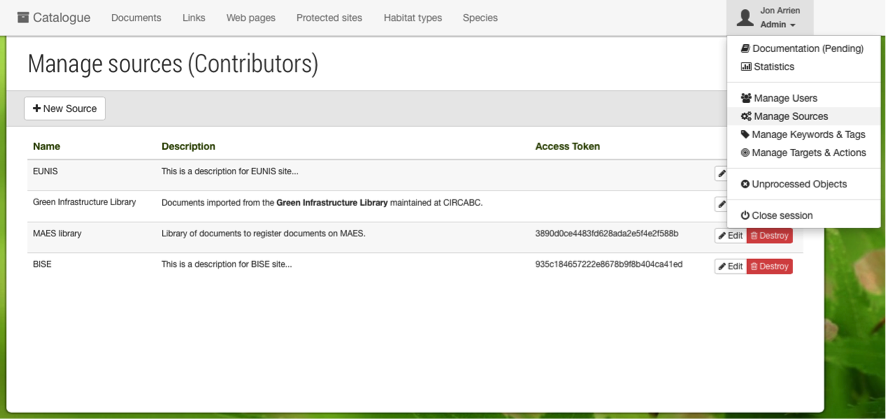 Catalogue Documents Links Web pages Protected sites Habitat types Species Jon Arrien
Admin
Documentation (Pending)
Statistics
Manage Users
Manage Sources
Manage Keywords & Tags
Manage Targets & Actions
Unprocessed Objects
Close session
Manage sources (Contributors)
New Source
Name Description Access Token
EUNIS This is a description for EUNIS site...
Green Infrastructure Library Documents imported from the Green Infrastructure Library maintained at CIRCABC.
MAES library Library of documents to register documents on MAES. 3890d0ce4483fd628ada2e5f4e2f588b Edit Destroy
BISE This is a description for BISE site... 935c184657222e8678b9f8b404ca41ed Edit Destroy